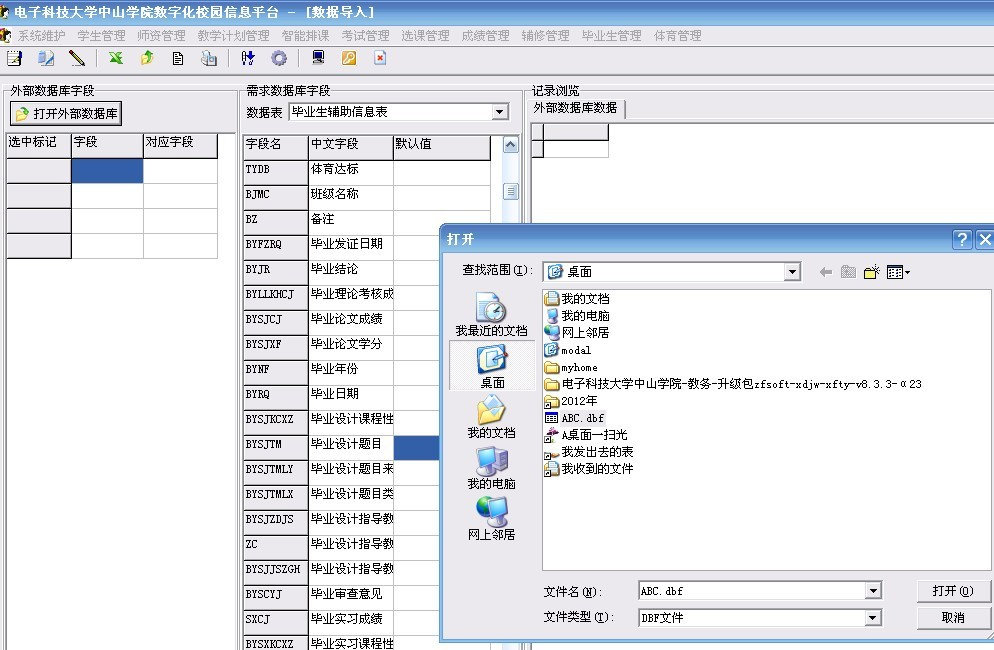 电子科技大学中山学院数字化校园信息平台 - [数据导入]
系统维护 学生管理 师资管理 教学计划管理 智能排课 考试管理 选课管理 成绩管理 辅修管理 毕业生管理 体育管理
外部数据库字段
打开外部数据库
选中标记 字段 对应字段
需求数据库字段
数据表 毕业生辅助信息表
字段名 中文字段 默认值
TYDB 体育达标
BJMC 班级名称
BZ 备注
BYFZRQ 毕业发证日期
BYJR 毕业结论
BYLLKHCJ 毕业理论考核成
BYSJCJ 毕业论文成绩
BYSJXF 毕业论文学分
BYNF 毕业年份
BYRQ 毕业日期
BYSJKCXZ 毕业设计课程性
BYSJTM 毕业设计题目
BYSJTMLY 毕业设计题目来
BYSJTMLX 毕业设计题目类
BYSJZDJS 毕业设计指导教
ZC 毕业设计指导教
BYSJJSZGH 毕业设计指导教
BYSCYJ 毕业审查意见
SXCJ 毕业实习成绩
BYSXKCXZ 毕业实习课程性
记录浏览
外部数据库数据
打开
查找范围(I): 桌面
我最近的文档
桌面
我的文档
我的电脑
网上邻居
我的文档
我的电脑
网上邻居
modal
myhome
电子科技大学中山学院-教务-升级包zfsoft-xdjw-xfty-v8.3.3-α23
2012年
ABC.dbf
A桌面一扫光
我发出去的表
我收到的文件
文件名(N): ABC.dbf 打开(O)
文件类型(T): DBF文件 取消